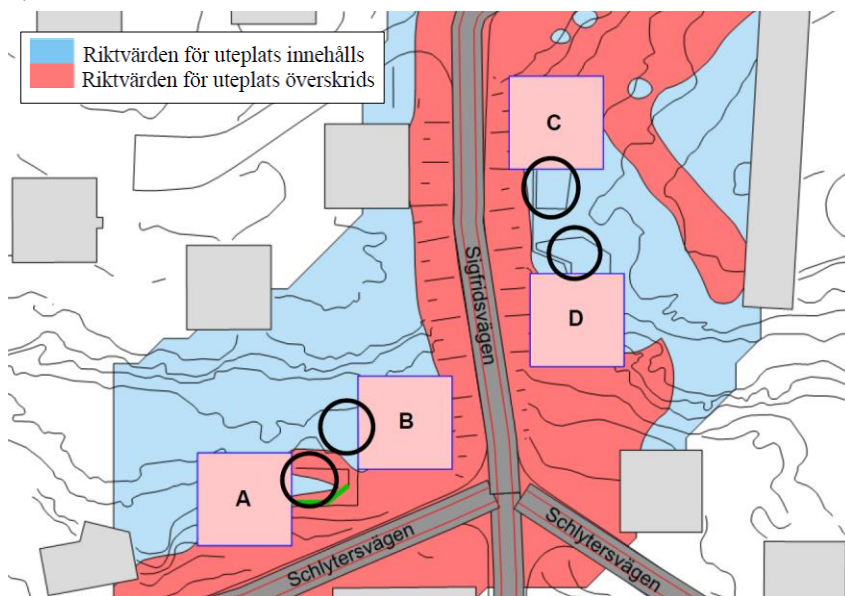 Riktvärden för uteplats innehålls
Riktvärden för uteplats överskrids
C
Sigfridsvägen
D
B
A
Schlytersvägen
Schlytersvägen